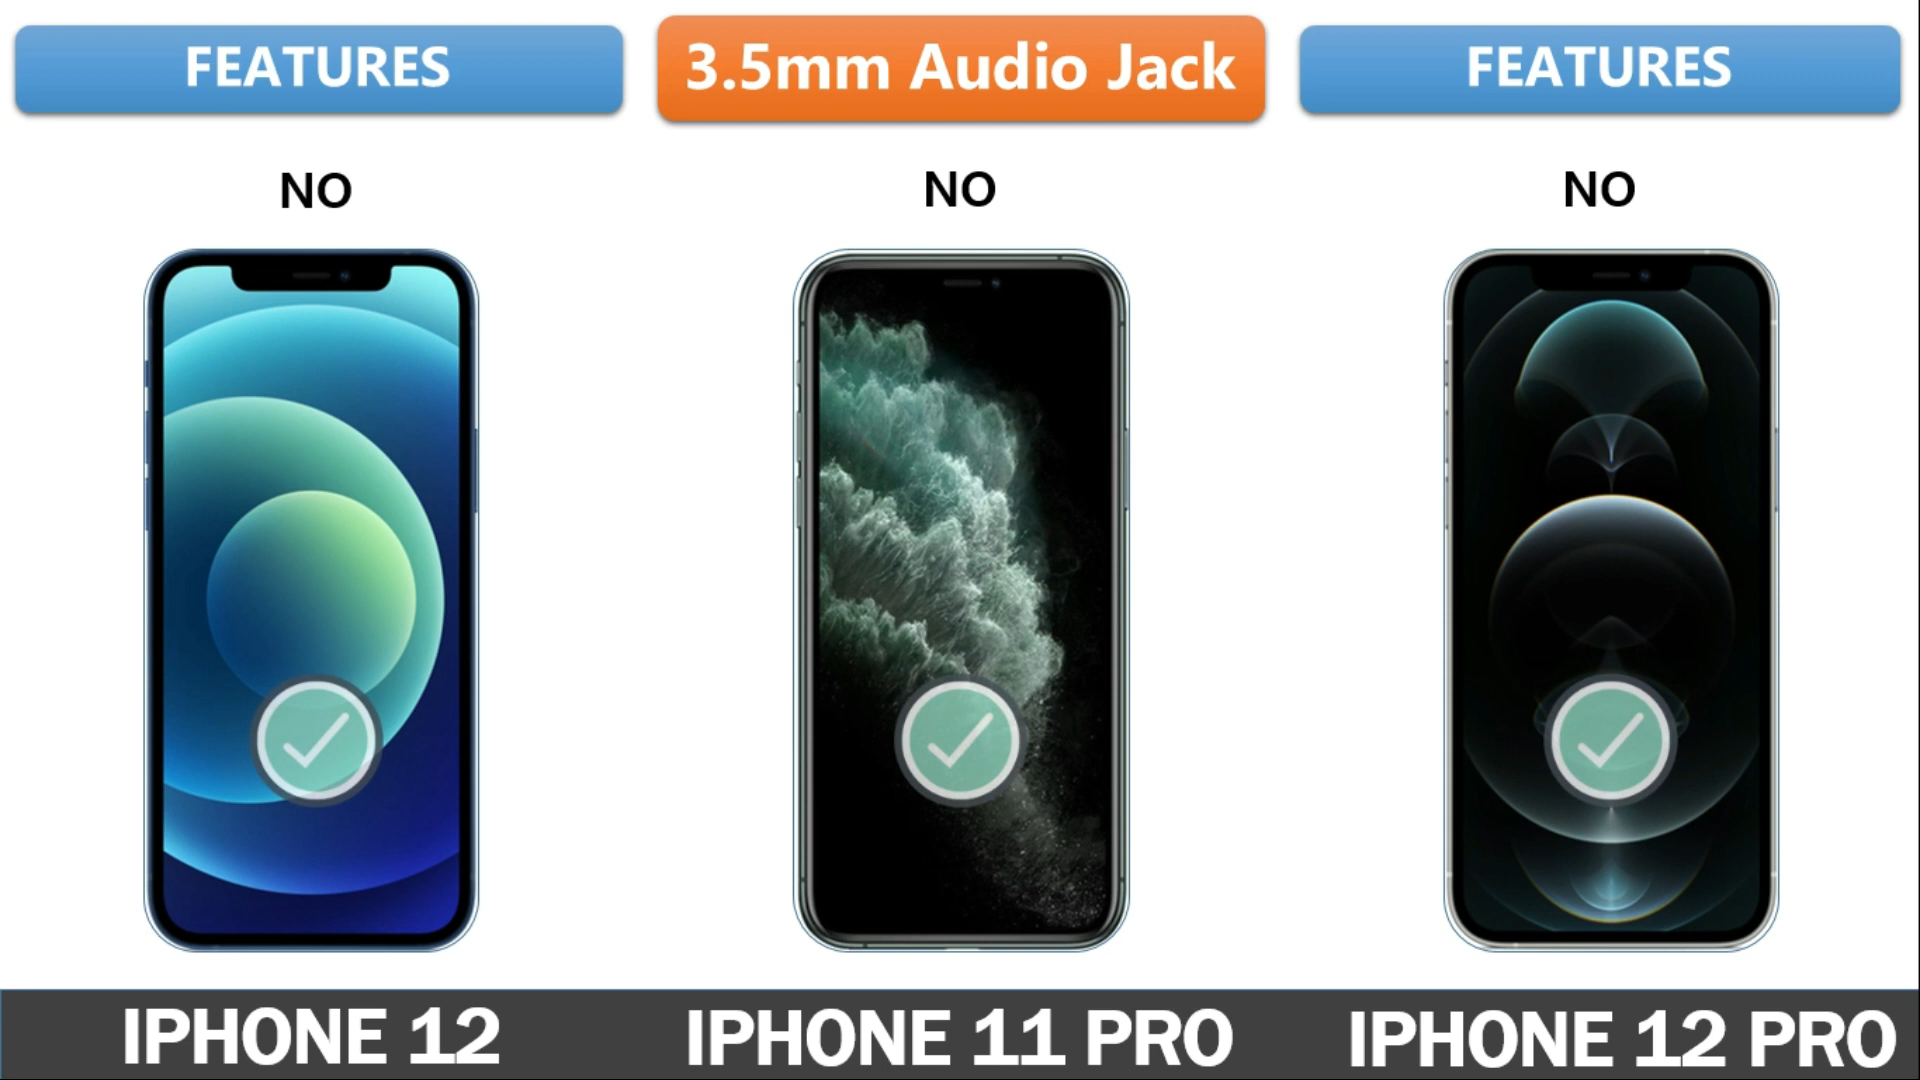 FEATURES
3.5mm Audio Jack
FEATURES
NO
NO
NO
IPHONE 12
IPHONE 11 PRO
IPHONE 12 PRO